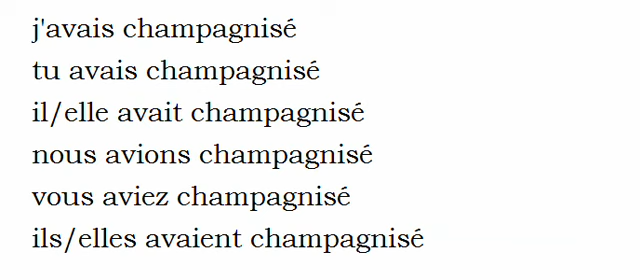 j'avais champagnisé
tu avais champagnisé
il/elle avait champagnisé
nous avions champagnisé
vous aviez champagnisé
ils/elles avaient champagnisé